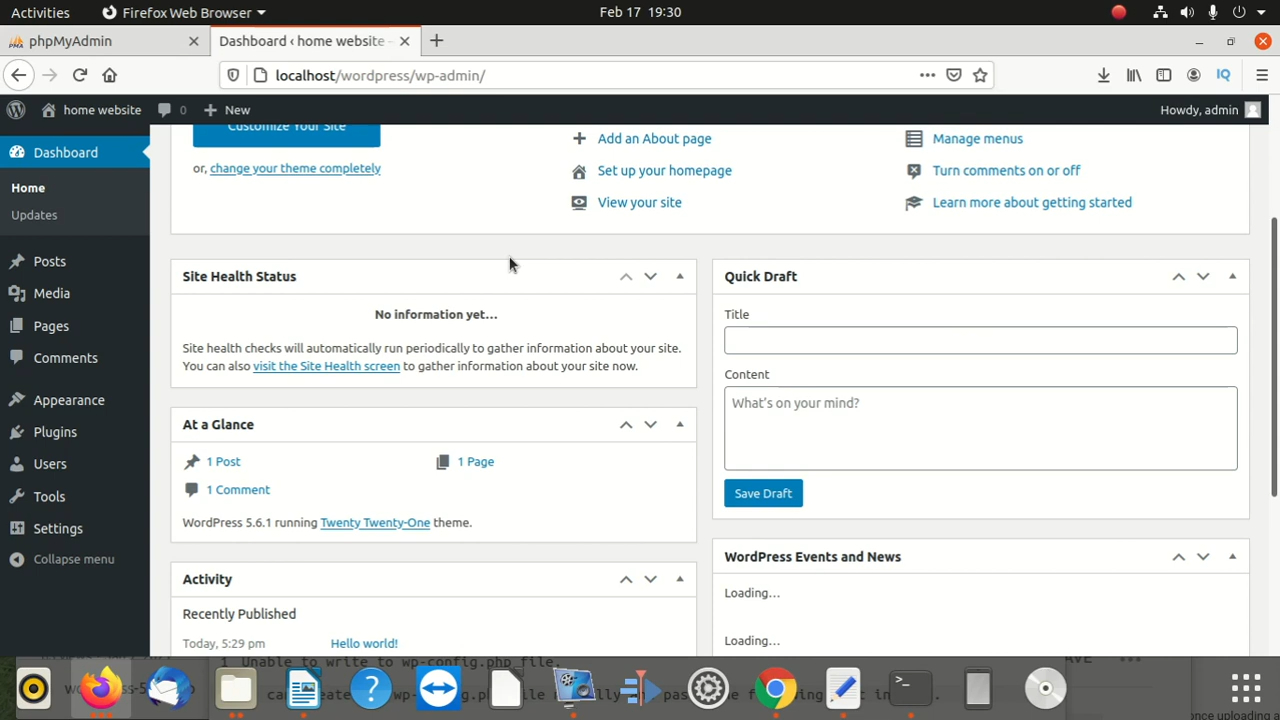 Activities
Firefox Web Browser
Feb 17 19:30
phpMyAdmin
Dashboard ‹ home website –
localhost/wordpress/wp-admin/
home website
0
New
Howdy, admin
Dashboard
Home
Updates
Posts
Media
Pages
Comments
Appearance
Plugins
Users
Tools
Settings
Collapse menu
Customize Your Site
or, change your theme completely
Add an About page
Set up your homepage
View your site
Manage menus
Turn comments on or off
Learn more about getting started
Site Health Status
No information yet…
Site health checks will automatically run periodically to gather information about your site.
You can also visit the Site Health screen to gather information about your site now.
At a Glance
1 Post
1 Page
1 Comment
WordPress 5.6.1 running Twenty Twenty-One theme.
Activity
Recently Published
Today, 5:29 pm
Hello world!
Quick Draft
Title
Content
What's on your mind?
Save Draft
WordPress Events and News
Loading…
Loading…
1 Unable to write to wp-config.php file.
once uploading a